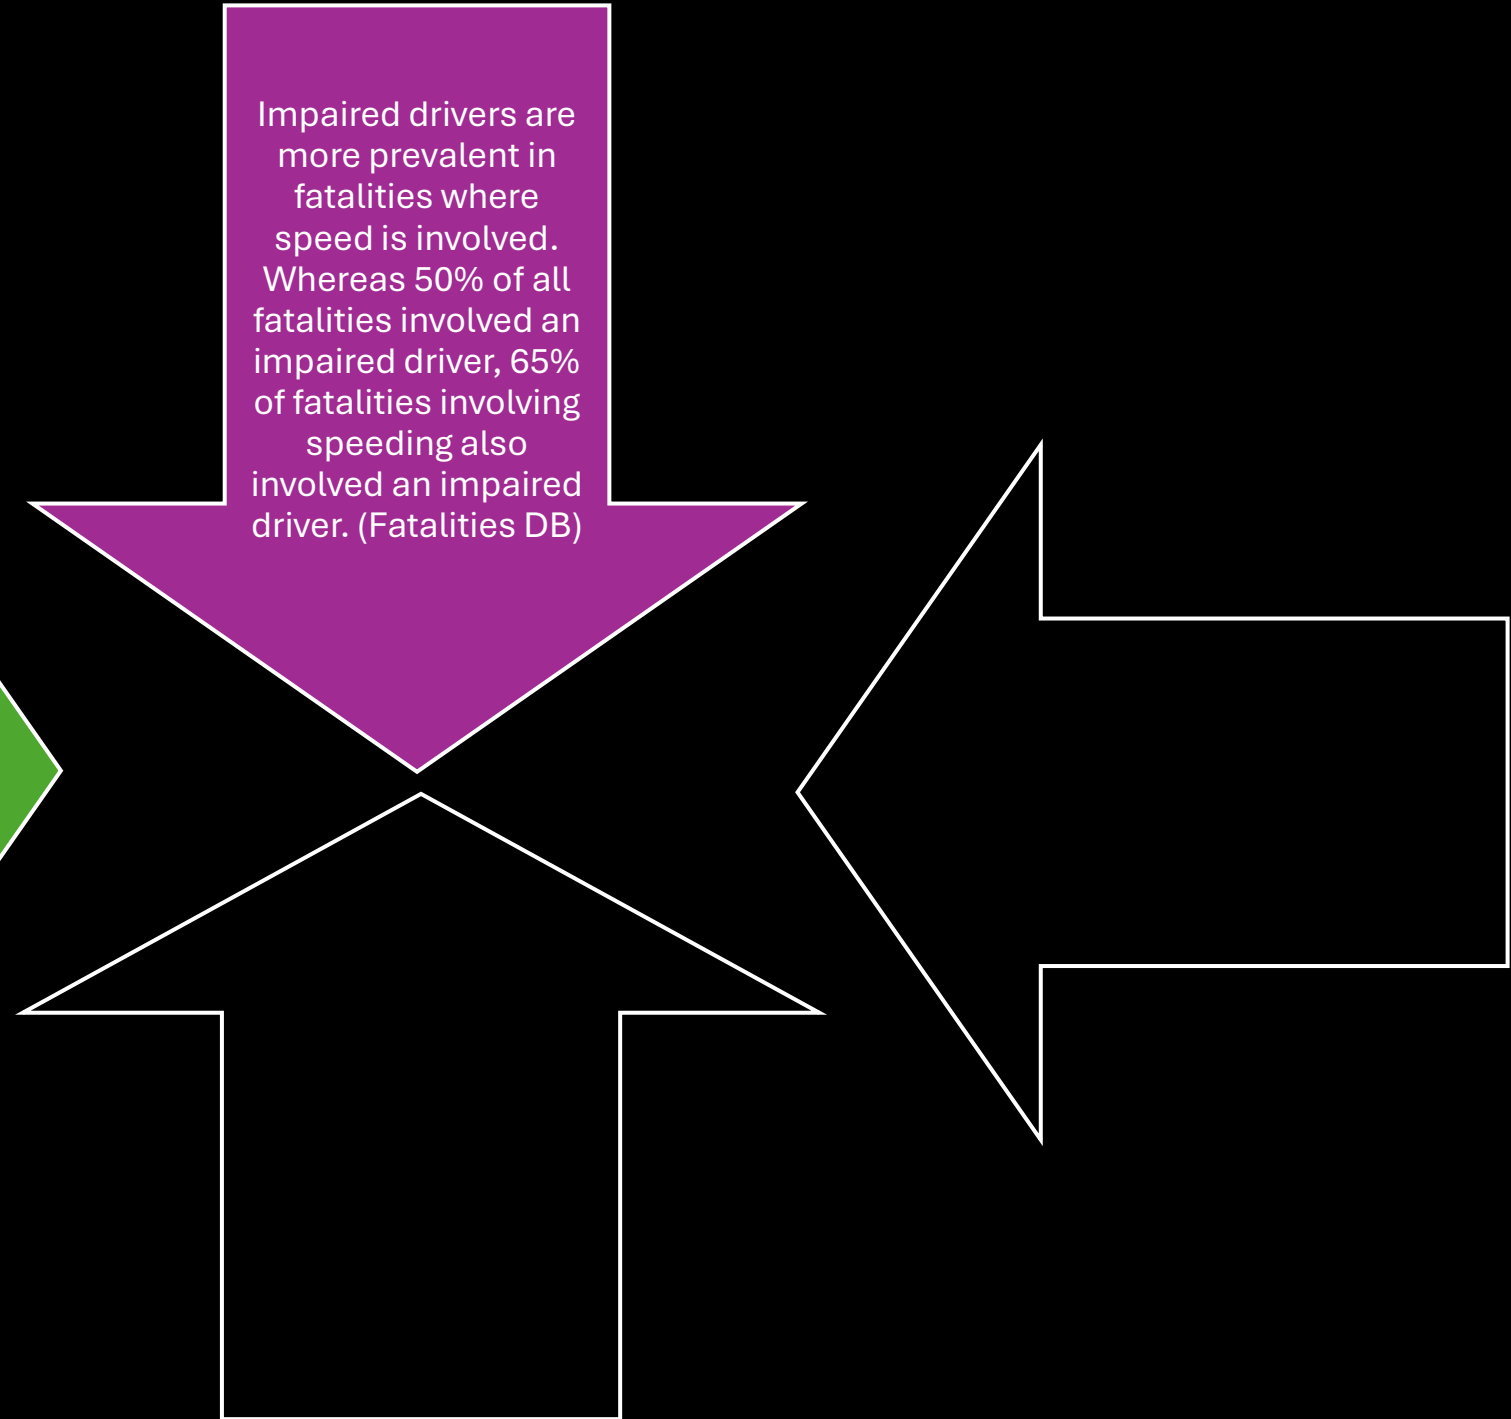 Impaired drivers are
more prevalent in
fatalities where
speed is involved.
Whereas 50% of all
fatalities involved an
impaired driver, 65%
of fatalities involving
speeding also
involved an impaired
driver. (Fatalities DB)